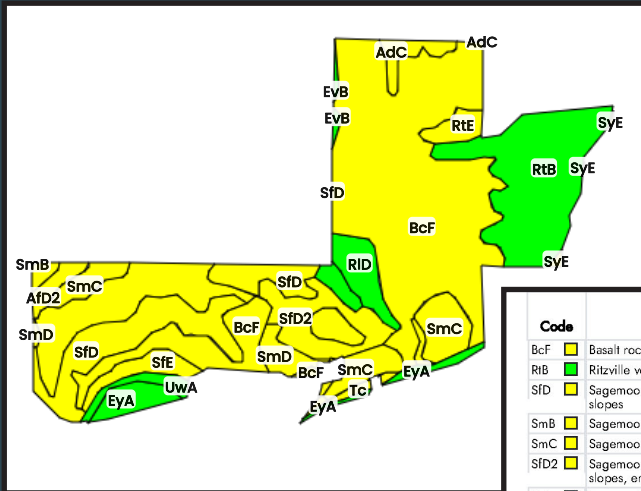 AdC
AdC
EvB
EvB
RtE
SyE
RtB
SyE
SfD
BcF
SyE
SmB
RlD
SmC
SfD
AfD2
SfD2
SmD
BcF
SmC
SfD
SmD
SfE
BcF
SmC
EyA
UwA
Tc
EyA
EyA
Code
BcF Basalt roc
RtB Ritzville v
SfD Sagemoo
slopes
SmB Sagemoo
SmC Sagemoo
SfD2 Sagemoo
slopes, er